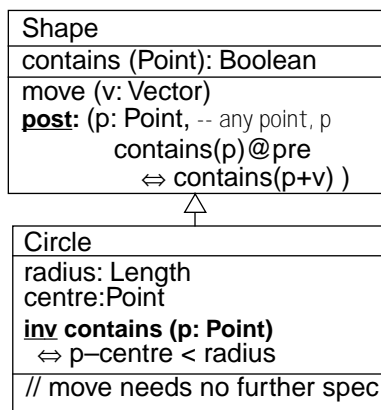 Shape
contains (Point): Boolean
move (v: Vector)
post: (p: Point, -- any point, p
contains(p)@pre
⇔ contains(p+v) )
Circle
radius: Length
centre:Point
inv contains (p: Point)
⇔ p–centre < radius
// move needs no further spec